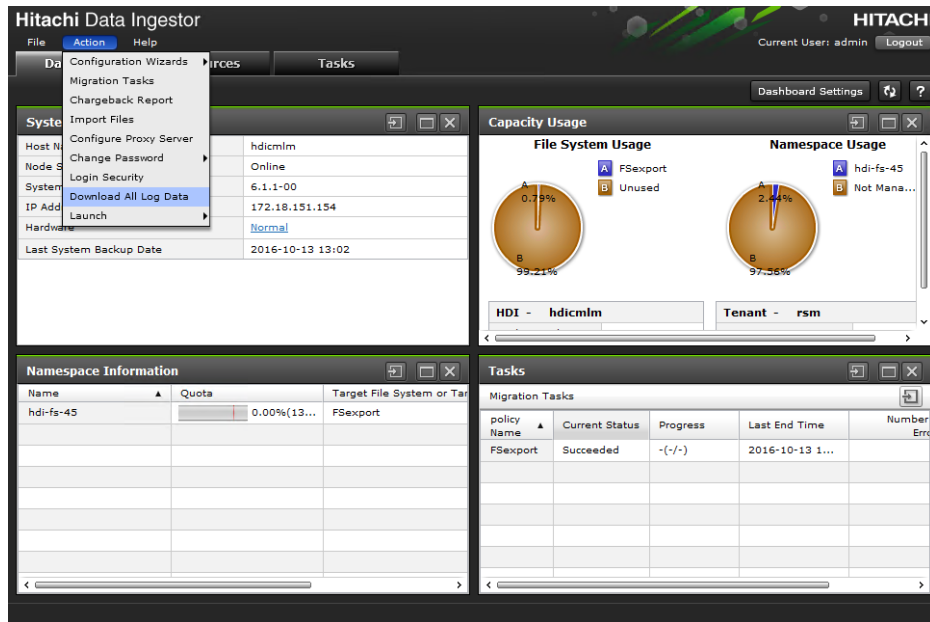 Hitachi Data Ingestor
HITACH
File Action Help
Current User: admin Logout
Da
urces
Tasks
Configuration Wizards
Migration Tasks
Chargeback Report
Import Files
Configure Proxy Server
Change Password
Login Security
Download All Log Data
Launch
Dashboard Settings ?
Syste
Host Na hdicmlm
Node S Online
System 6.1.1-00
IP Add 172.18.151.154
Hardware Normal
Last System Backup Date 2016-10-13 13:02
Capacity Usage
File System Usage
A FSexport
B Unused
A
0.79%
B
99.21%
Namespace Usage
A hdi-fs-45
B Not Mana...
A
2.44%
B
97.56%
HDI - hdicmlm
Tenant - rsm
Namespace Information
Name Quota Target File System or Tar
hdi-fs-45 0.00%(13... FSexport
Tasks
Migration Tasks
policy Name Current Status Progress Last End Time Number Erro
FSexport Succeeded -(-/-) 2016-10-13 1...